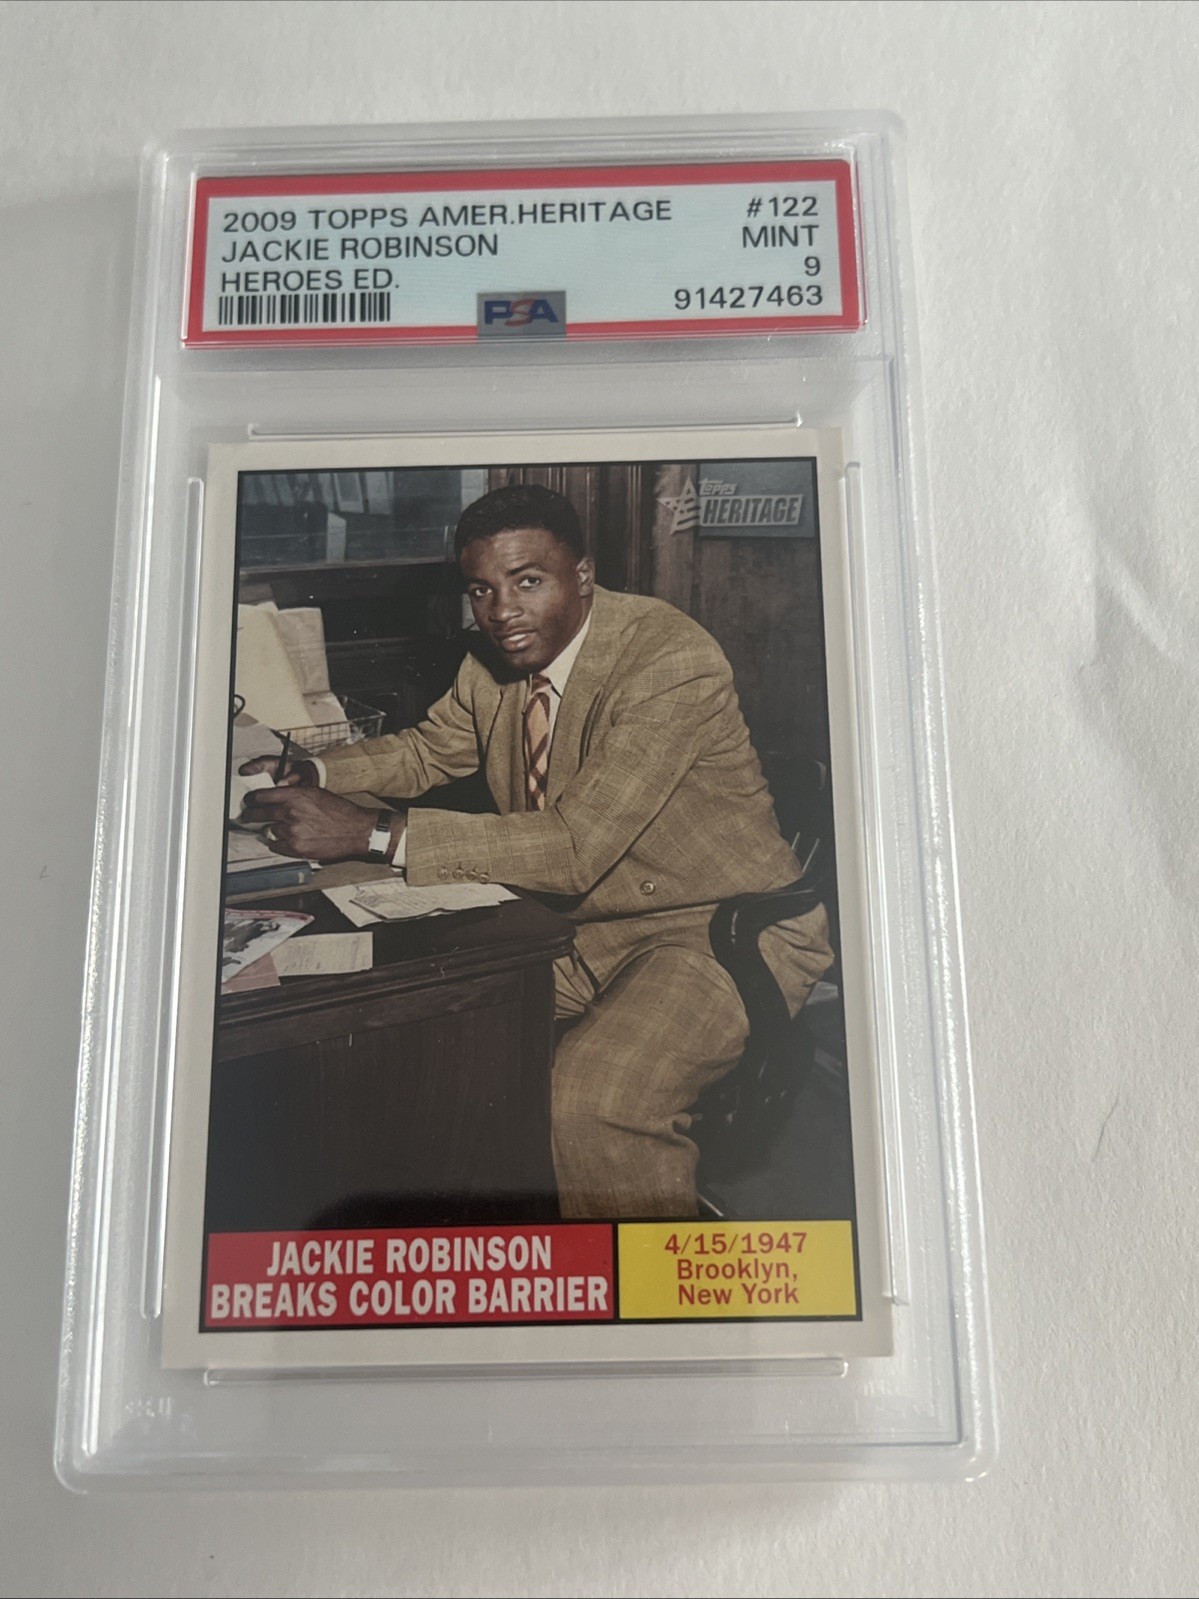 2009 TOPPS AMER.HERITAGE #122
JACKIE ROBINSON MINT
HEROES ED. 9
PSA 91427463
Topps
HERITAGE
JACKIE ROBINSON
BREAKS COLOR BARRIER
4/15/1947
Brooklyn,
New York